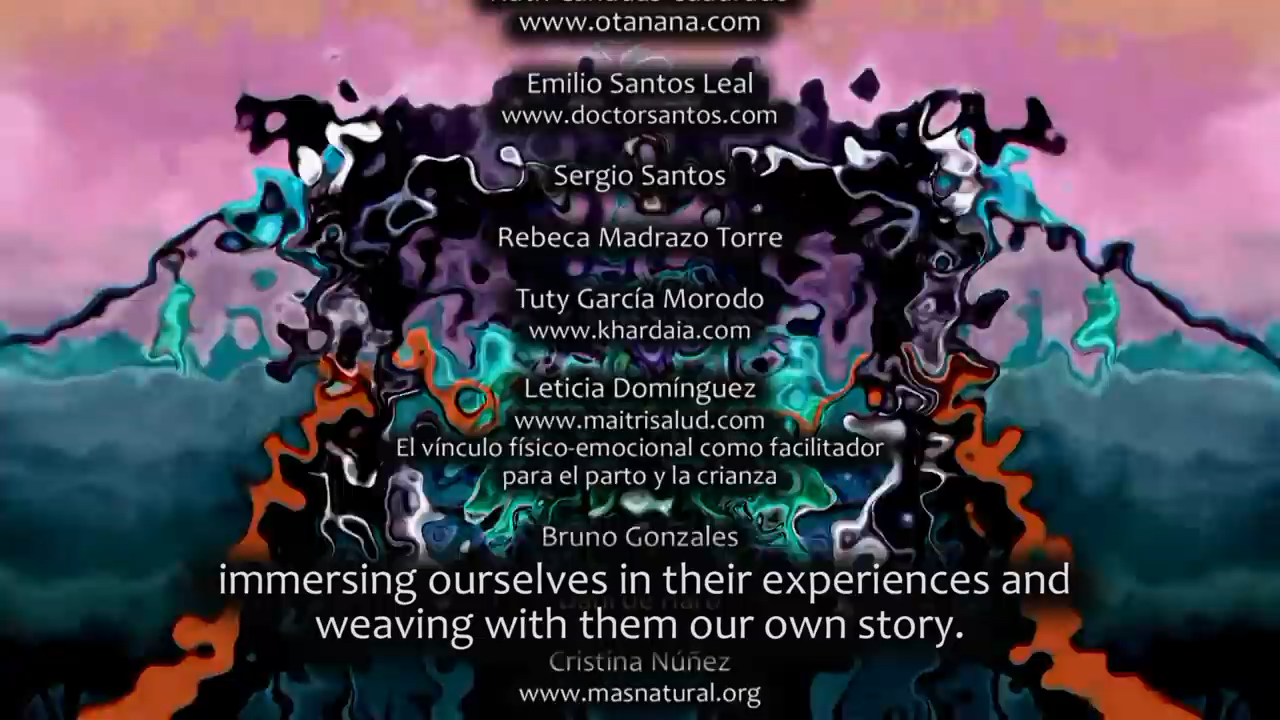 www.otanana.com
Emilio Santos Leal
www.doctorsantos.com
Sergio Santos
Rebeca Madrazo Torre
Tuty García Morodo
www.khardaia.com
Leticia Domínguez
www.maitrisalud.com
El vínculo físico-emocional como facilitador
para el parto y la crianza
Bruno Gonzales
immersing ourselves in their experiences and
weaving with them our own story.
Cristina Núñez
www.masnatural.org